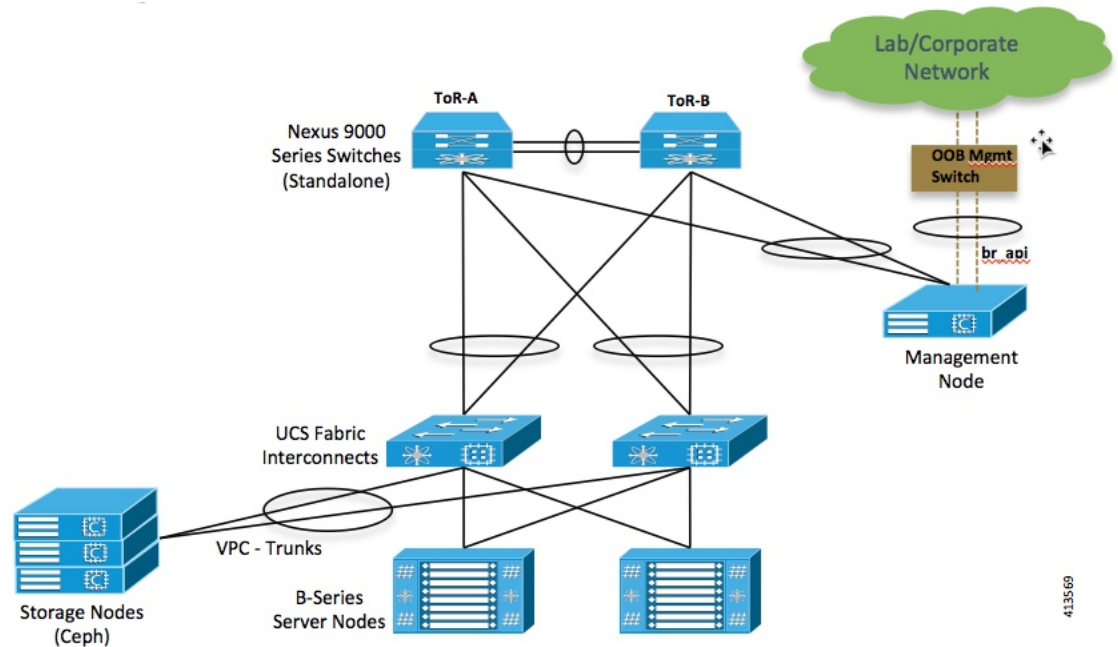 Lab/Corporate
Network
ToR-A
ToR-B
Nexus 9000
Series Switches
(Standalone)
OOB Mgmt
Switch
br_api
Management
Node
UCS Fabric
Interconnects
VPC - Trunks
Storage Nodes
(Ceph)
B-Series
Server Nodes
413569